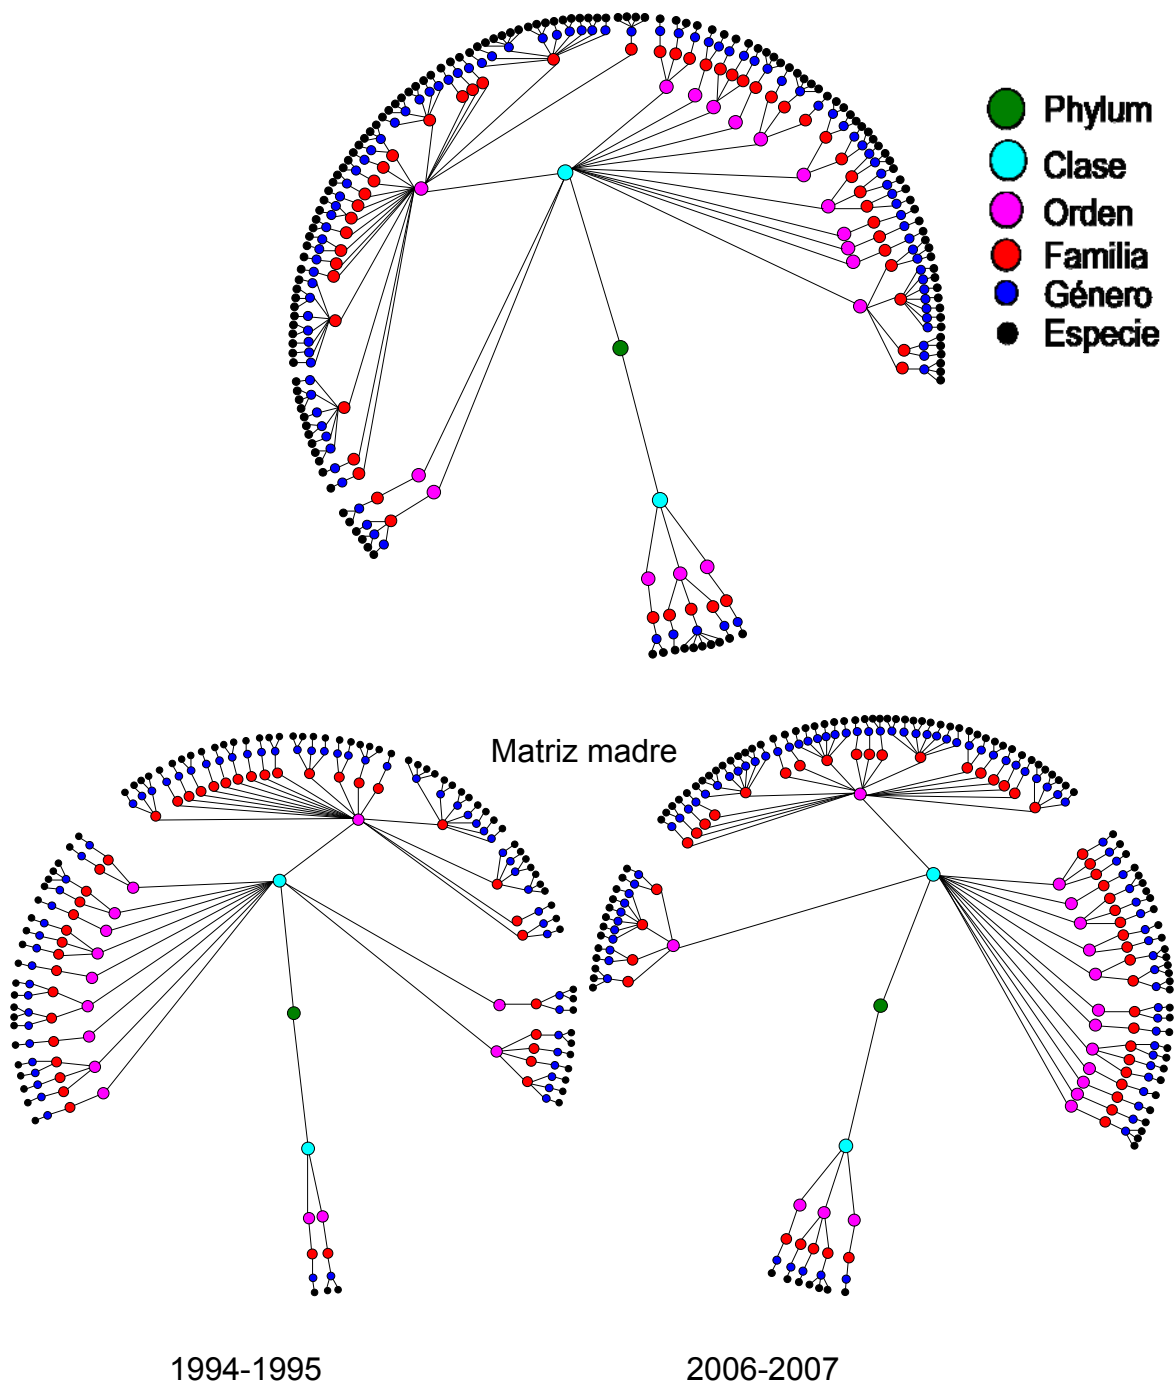 Phylum
Clase
Orden
Familia
Género
Especie
Matriz madre
1994-1995
2006-2007